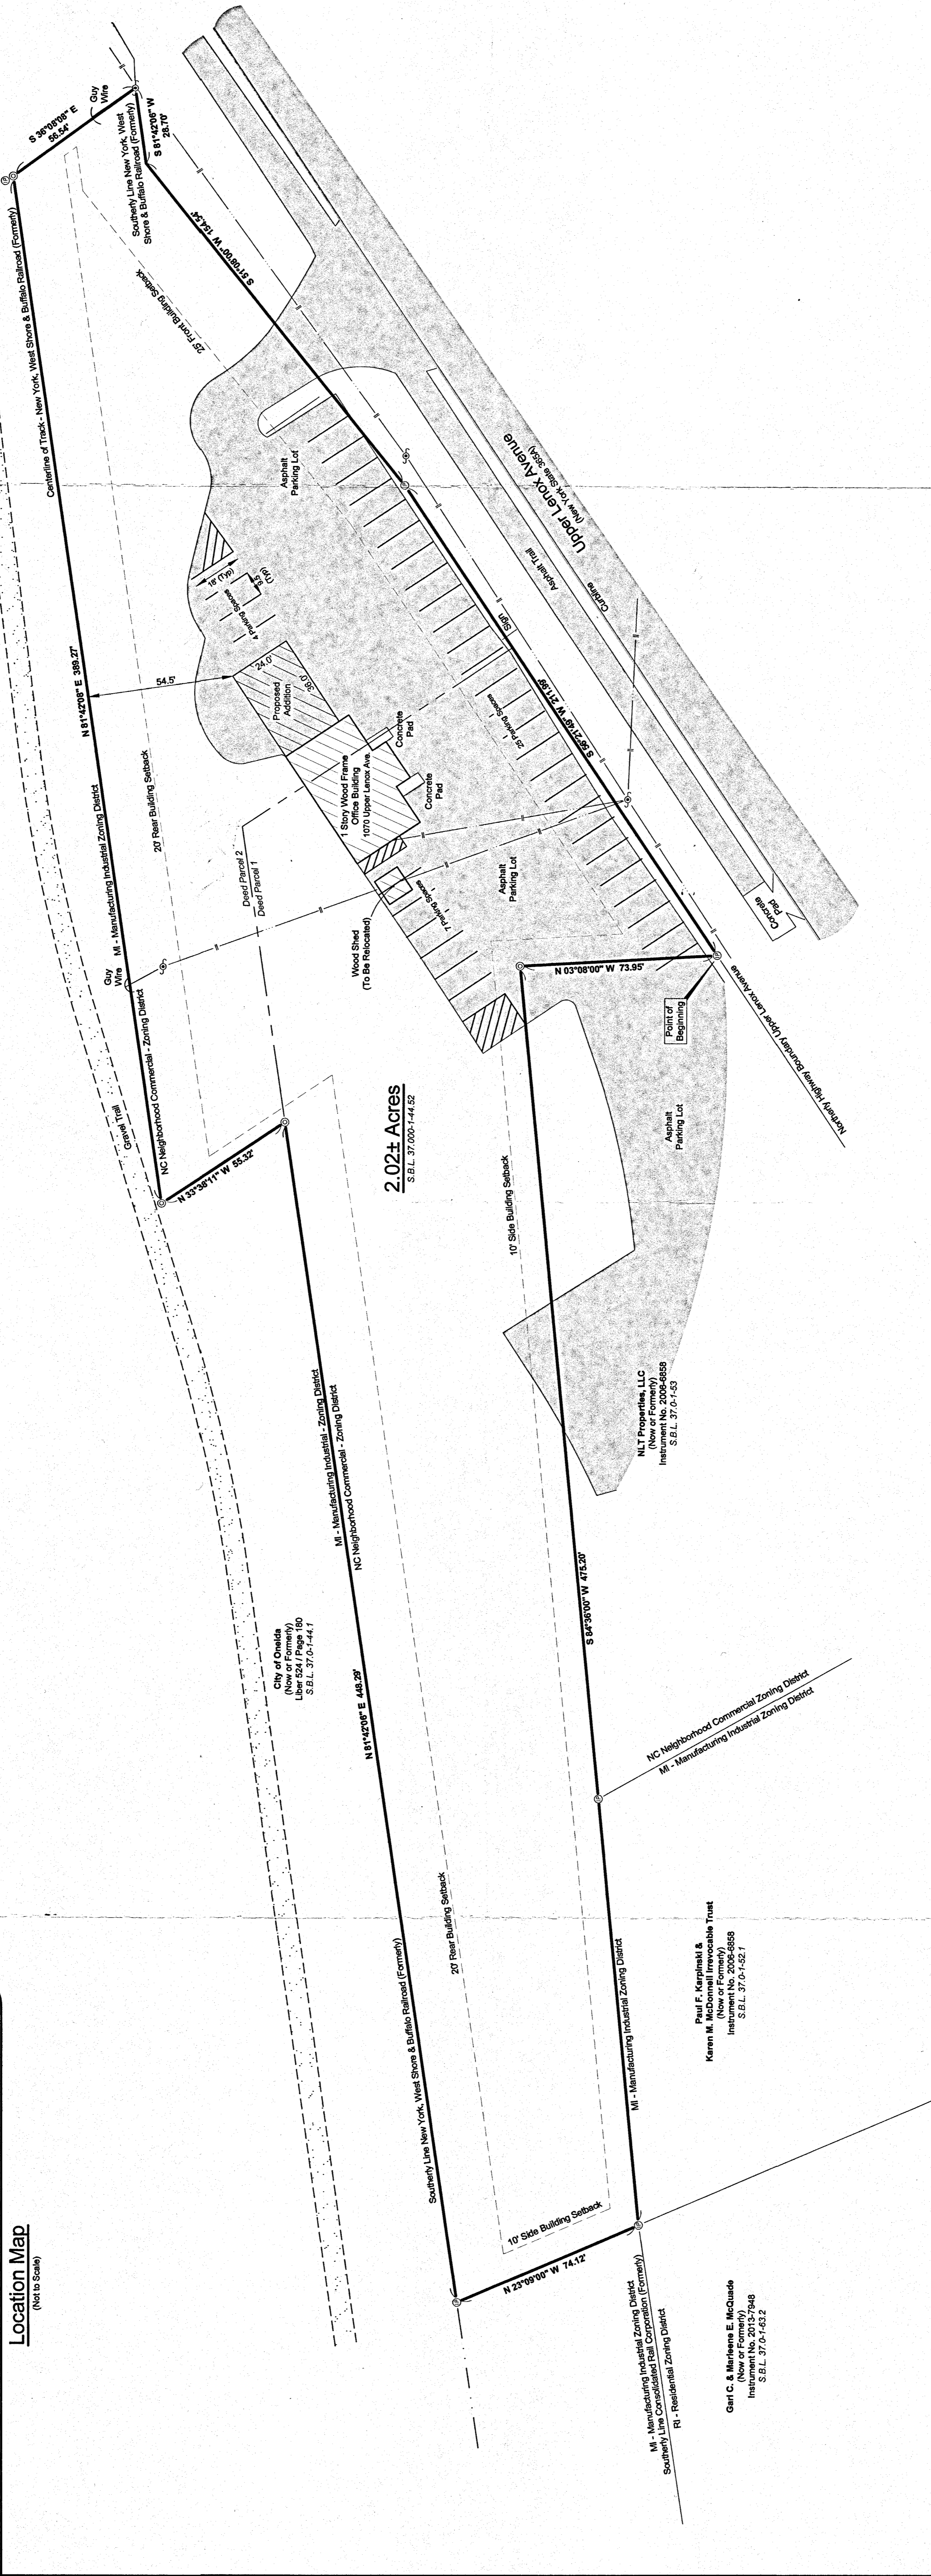 S 36°08'08" E
56.54'
Guy
Wire
Southerly Line New York, West
Shore & Buffalo Railroad (Formerly)
S 81°42'06" W
28.70'
Centerline of Track - New York, West Shore & Buffalo Railroad (Formerly)
S 51°08'00" W 154.54'
25' Front Building Setback
N 81°42'08" E 389.27'
Asphalt
Parking Lot
Upper Lenox Avenue
(New York State 365A)
18' (Typ)
9.5'
(Typ)
4 Parking Spaces
Asphalt Trail
Curbline
Sign
54.5'
24.0'
36.0'
Proposed
Addition
Concrete
Pad
25 Parking Spaces
S 56°21'49" W 211.99'
1 Story Wood Frame
Office Building
1070 Upper Lenox Ave.
Concrete
Pad
MI - Manufacturing Industrial Zoning District
20' Rear Building Setback
Deed Parcel 2
Deed Parcel 1
7 Parking Spaces
Asphalt
Parking Lot
Wood Shed
(To Be Relocated)
Concrete
Pad
Guy
Wire
NC Neighborhood Commercial - Zoning District
N 03°08'00" W 73.95'
Point of
Beginning
Northerly Highway Boundary Upper Lenox Avenue
Gravel Trail
N 33°38'11" W 55.32'
2.02± Acres
S.B.L. 37.000-1-44.52
Asphalt
Parking Lot
10' Side Building Setback
MI - Manufacturing Industrial - Zoning District
NC Neighborhood Commercial - Zoning District
NLT Properties, LLC
(Now or Formerly)
Instrument No. 2006-6858
S.B.L. 37.0-1-53
City of Oneida
(Now or Formerly)
Liber 524 / Page 180
S.B.L. 37.0-1-44.1
S 84°36'00" W 475.20'
N 81°42'06" E 448.29'
NC Neighborhood Commercial Zoning District
MI - Manufacturing Industrial Zoning District
20' Rear Building Setback
Southerly Line New York, West Shore & Buffalo Railroad (Formerly)
Paul F. Karpinski &
Karen M. McDonnell Irrevocable Trust
(Now or Formerly)
Instrument No. 2006-6858
S.B.L. 37.0-1-52.1
MI - Manufacturing Industrial Zoning District
10' Side Building Setback
N 23°09'00" W 74.12'
Location Map
(Not to Scale)
MI - Manufacturing Industrial Zoning District
Southerly Line Consolidated Rail Corporation (Formerly)
RI - Residential Zoning District
Garl C. & Marleene E. McQuade
(Now or Formerly)
Instrument No. 2013-7948
S.B.L. 37.0-1-63.2